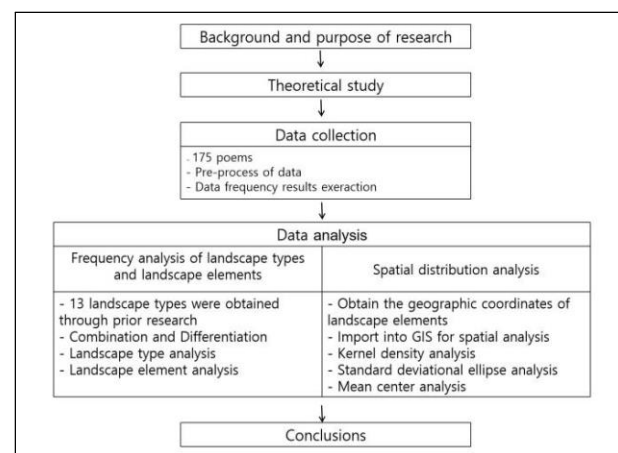 Background and purpose of research
Theoretical study
Data collection
. 175 poems
- Pre-process of data
- Data frequency results exeraction
Data analysis
Frequency analysis of landscape types
and landscape elements
- 13 landscape types were obtained
through prior research
- Combination and Differentiation
- Landscape type analysis
- Landscape element analysis
Spatial distribution analysis
- Obtain the geographic coordinates of
landscape elements
- Import into GIS for spatial analysis
- Kernel density analysis
- Standard deviational ellipse analysis
- Mean center analysis
Conclusions